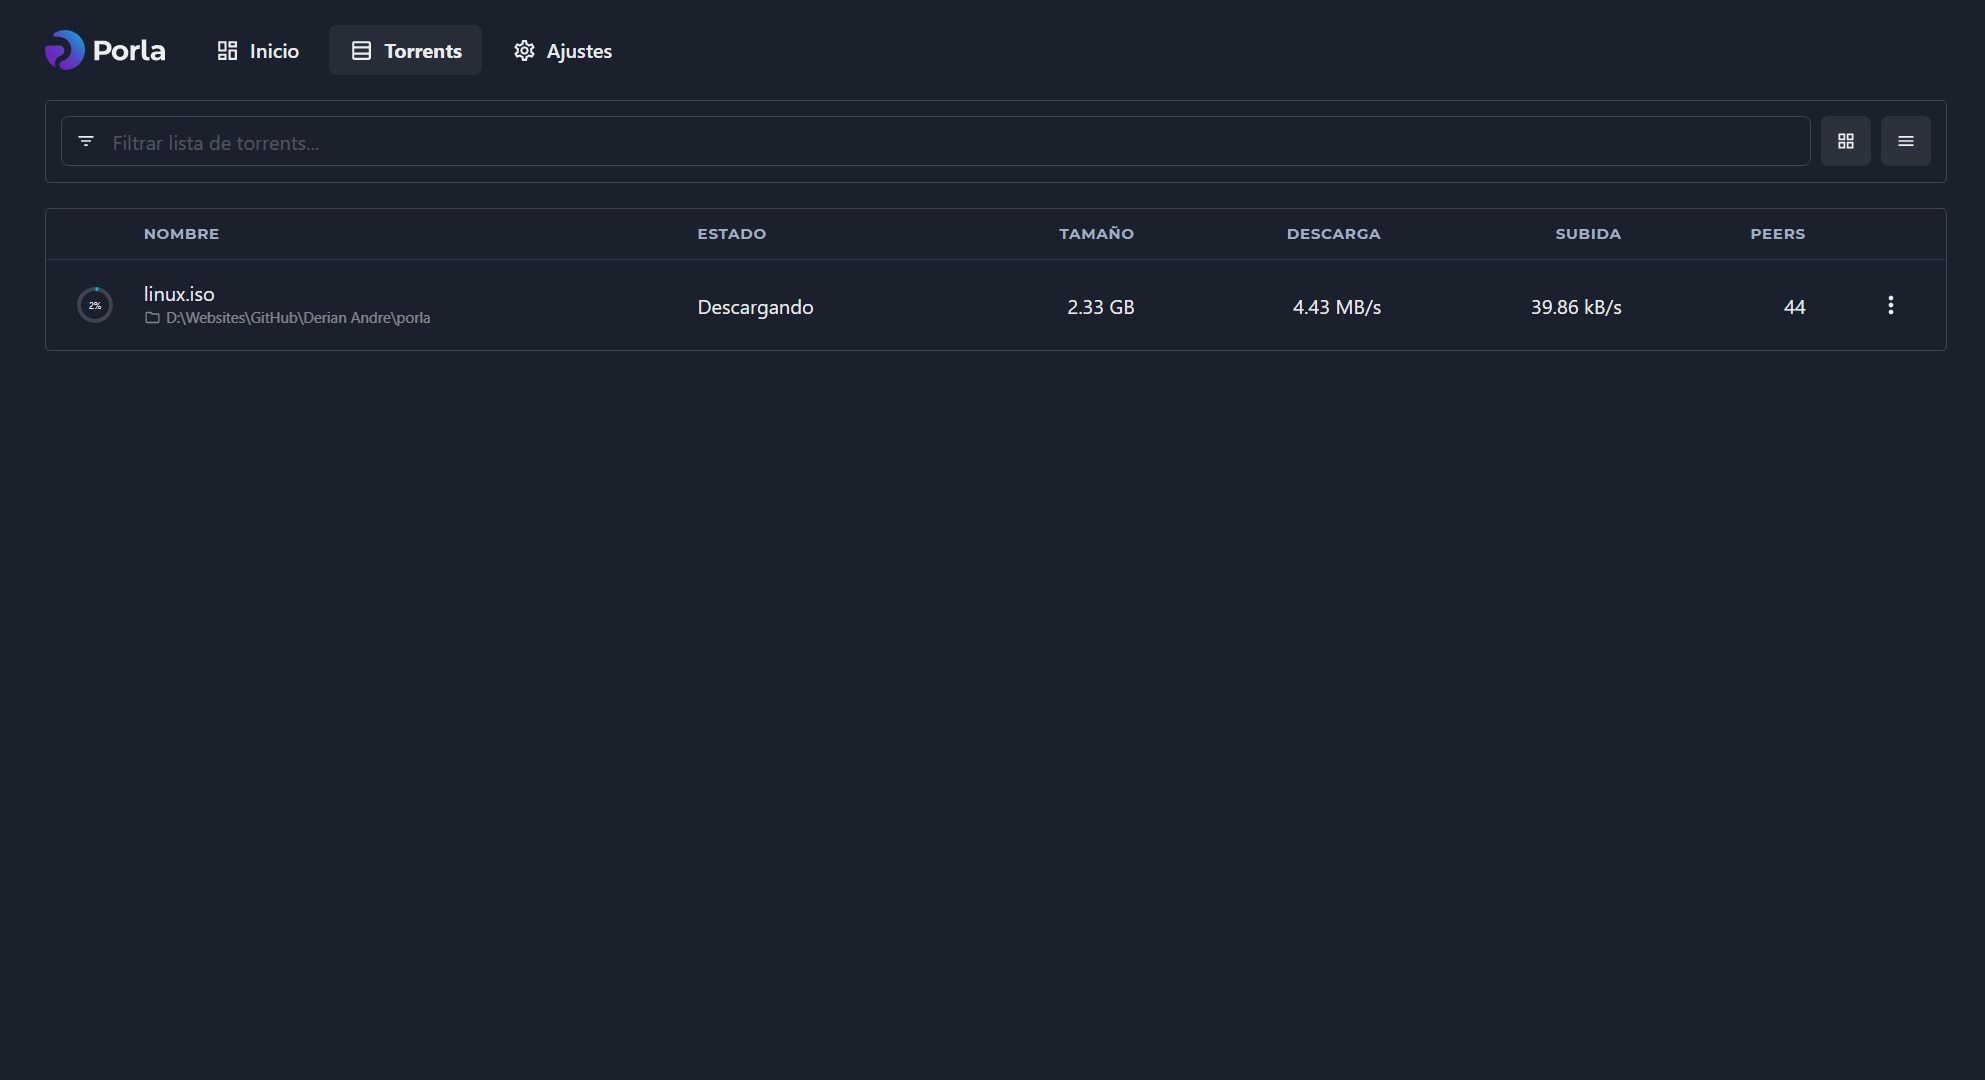 Porla Inicio Torrents Ajustes
Filtrar lista de torrents...
NOMBRE ESTADO TAMAÑO DESCARGA SUBIDA PEERS
2% linux.iso Descargando 2.33 GB 4.43 MB/s 39.86 kB/s 44
D:\Websites\GitHub\Derian Andre\porla